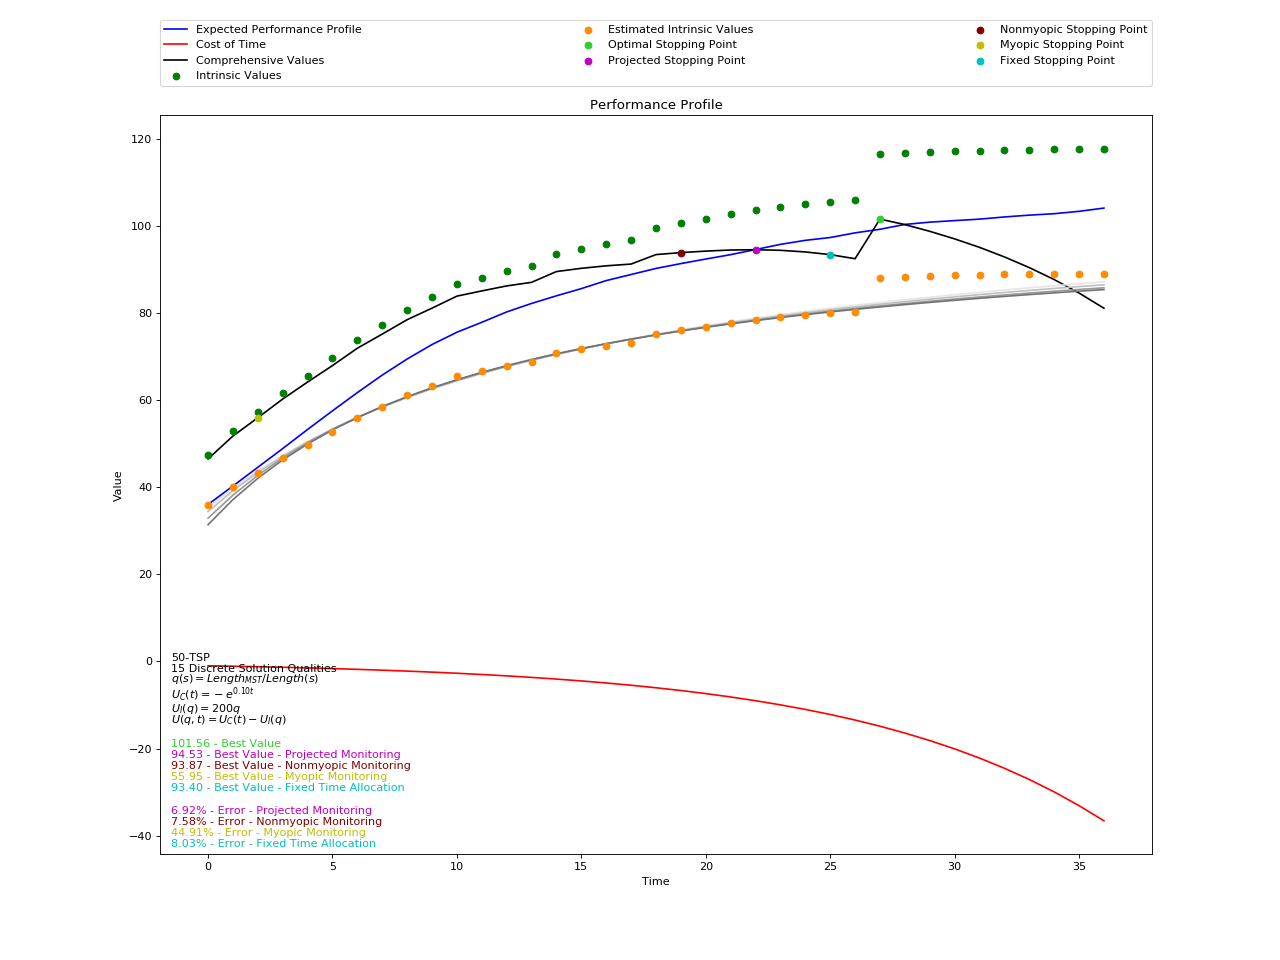 Expected Performance Profile
Cost of Time
Comprehensive Values
Intrinsic Values
Estimated Intrinsic Values
Optimal Stopping Point
Projected Stopping Point
Nonmyopic Stopping Point
Myopic Stopping Point
Fixed Stopping Point
Performance Profile
120
100
80
60
40
20
0
−20
−40
Value
50-TSP
15 Discrete Solution Qualities
q(s) = Length_{MST}/Length(s)
U_C(t) = −e^{0.10t}
U_I(q) = 200q
U(q, t) = U_C(t) − U_I(q)
101.56 - Best Value
94.53 - Best Value - Projected Monitoring
93.87 - Best Value - Nonmyopic Monitoring
55.95 - Best Value - Myopic Monitoring
93.40 - Best Value - Fixed Time Allocation
6.92% - Error - Projected Monitoring
7.58% - Error - Nonmyopic Monitoring
44.91% - Error - Myopic Monitoring
8.03% - Error - Fixed Time Allocation
0 5 10 15 20 25 30 35
Time